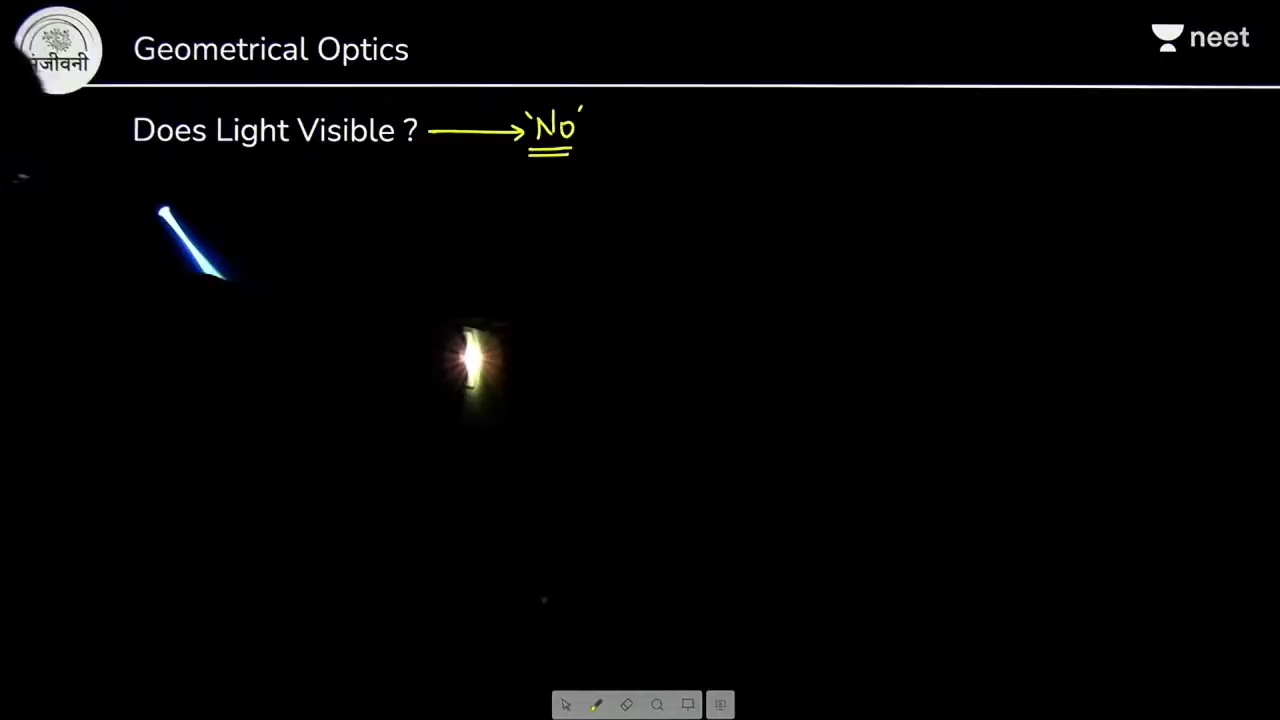 संजीवनी
Geometrical Optics
neet
Does Light Visible ? → 'No'